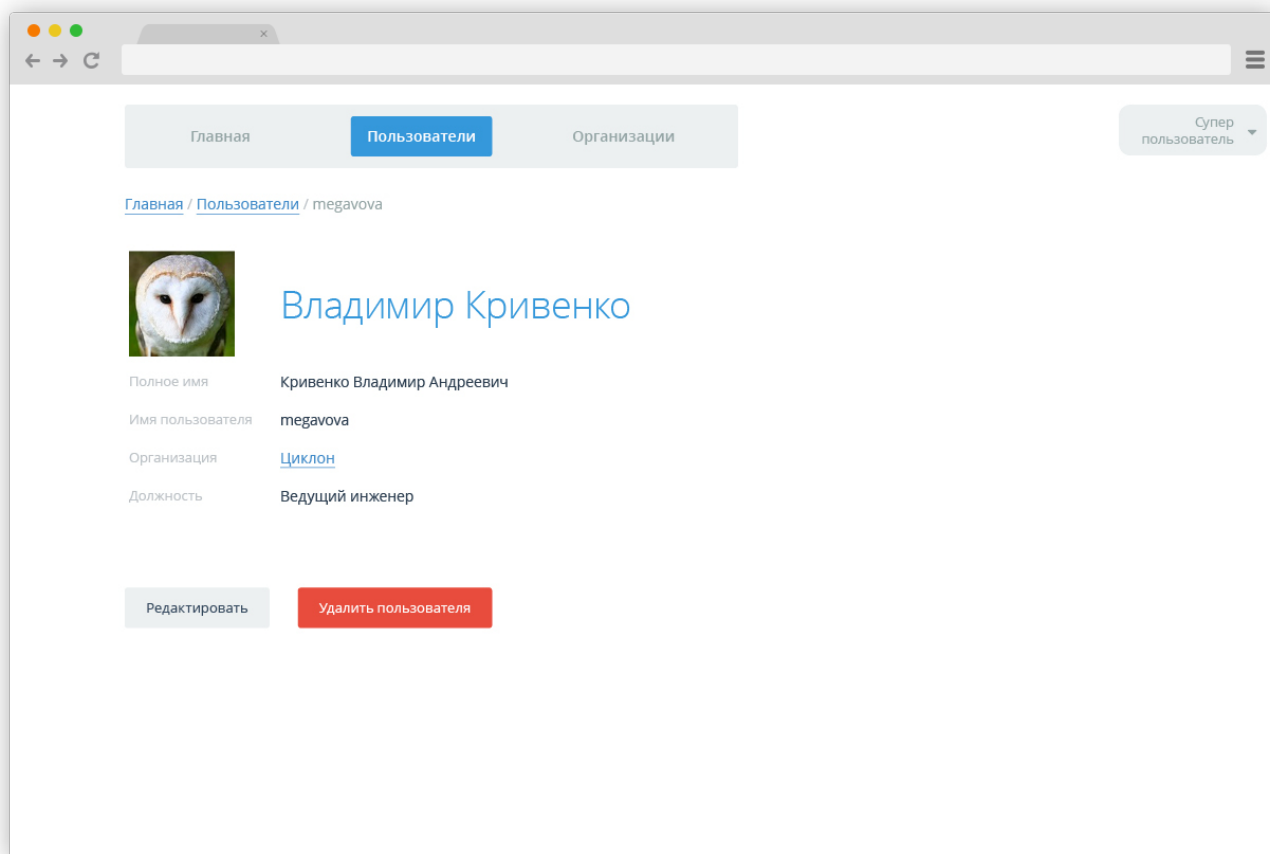 Главная Пользователи Организации
Супер
пользователь
Главная / Пользователи / megavova
Владимир Кривенко
Полное имя Кривенко Владимир Андреевич
Имя пользователя megavova
Организация Циклон
Должность Ведущий инженер
Редактировать Удалить пользователя